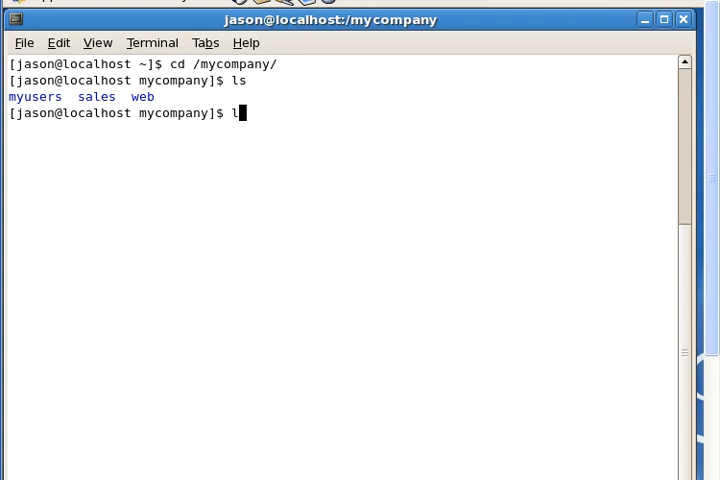 jason@localhost:/mycompany
File Edit View Terminal Tabs Help
[jason@localhost ~]$ cd /mycompany/
[jason@localhost mycompany]$ ls
myusers sales web
[jason@localhost mycompany]$ l